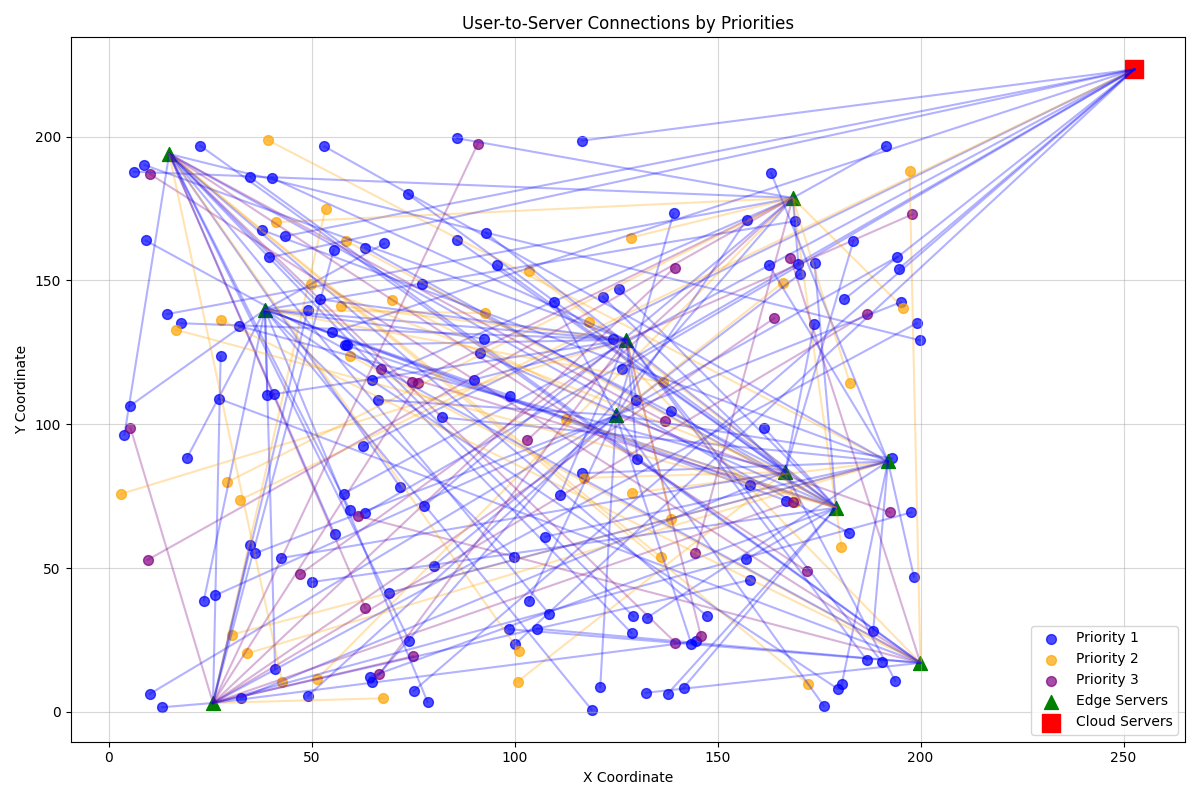 User-to-Server Connections by Priorities
Y Coordinate
200
150
100
50
0
0 50 100 150 200 250
X Coordinate
Priority 1
Priority 2
Priority 3
Edge Servers
Cloud Servers